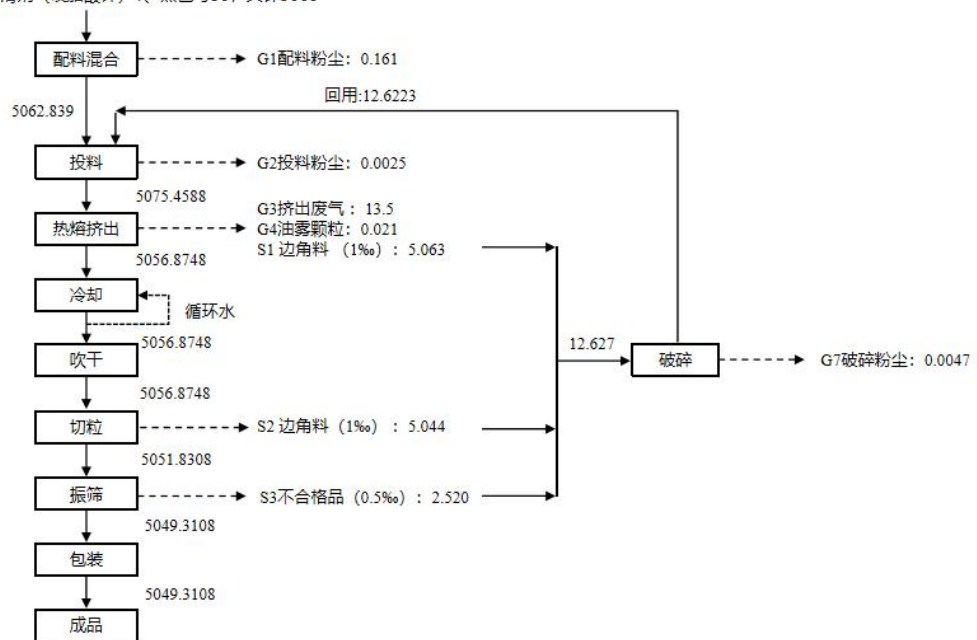 配料混合
G1配料粉尘：0.161
回用:12.6223
5062.839
投料
G2投料粉尘：0.0025
5075.4588
G3挤出废气：13.5
热熔挤出
G4油雾颗粒：0.021
S1 边角料 （1‰）：5.063
5056.8748
冷却
循环水
5056.8748
12.627
吹干
破碎
G7破碎粉尘：0.0047
5056.8748
切粒
S2 边角料（1‰）：5.044
5051.8308
振筛
S3不合格品（0.5‰）：2.520
5049.3108
包装
5049.3108
成品